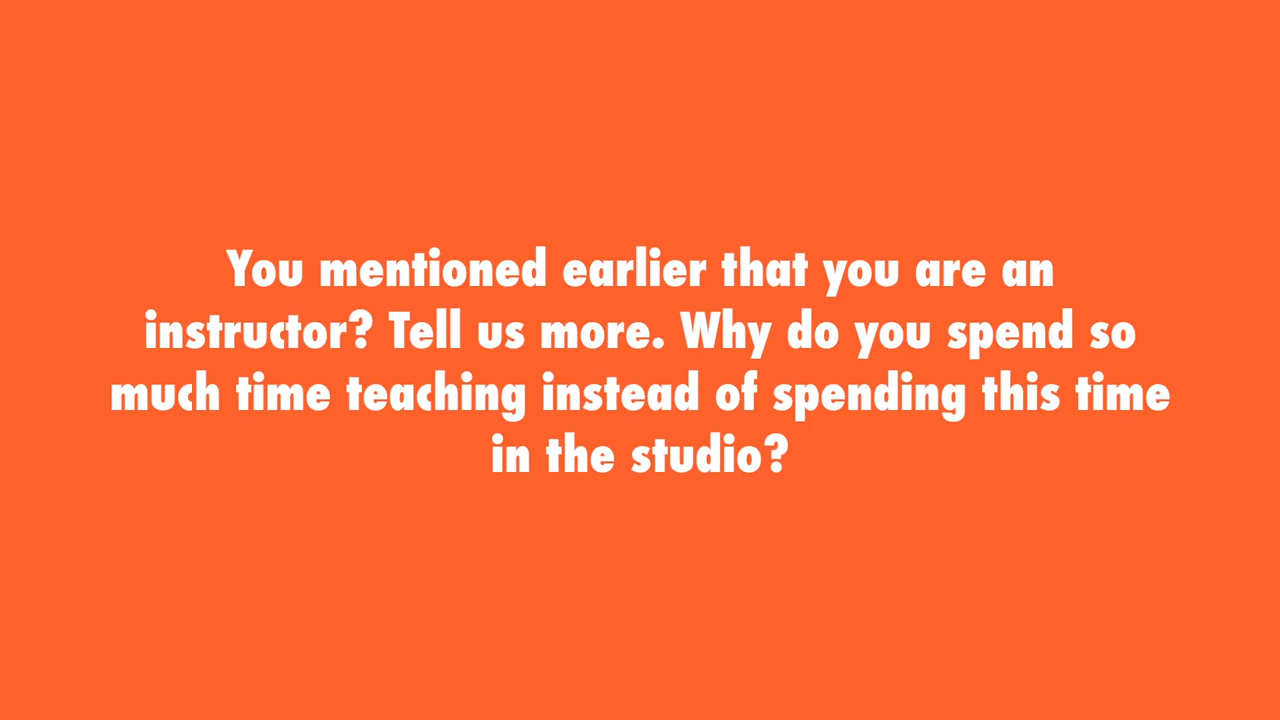 You mentioned earlier that you are an
instructor? Tell us more. Why do you spend so
much time teaching instead of spending this time
in the studio?